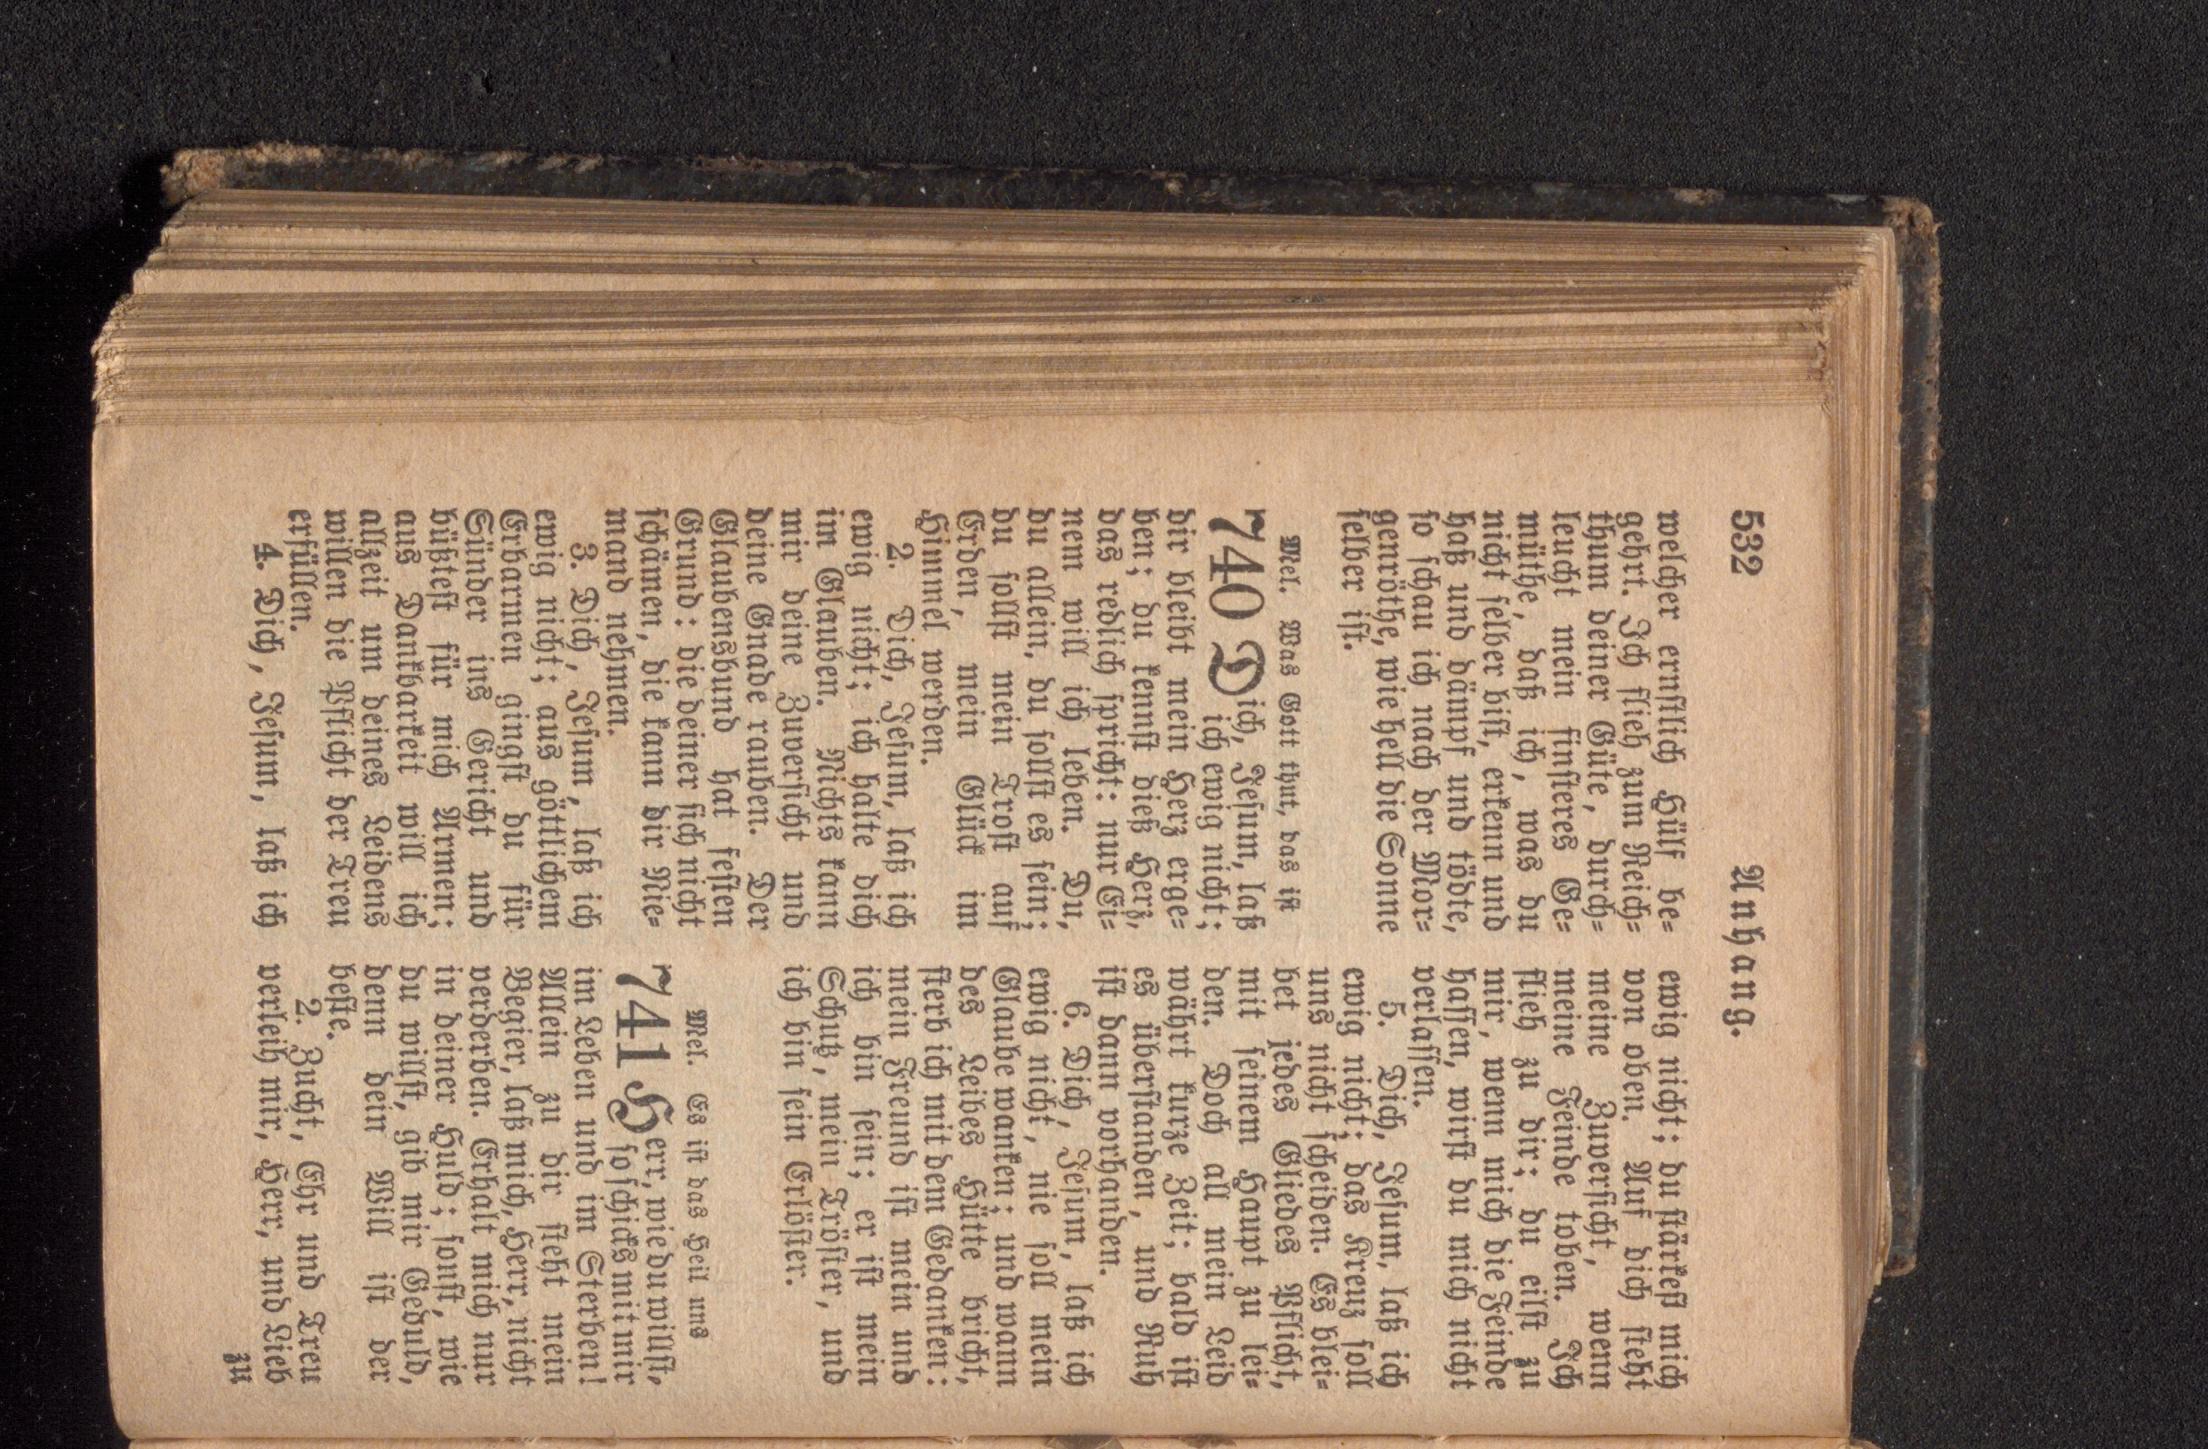 532
Anhang.
welcher ernstlich Hülf be-
gehrt. Ich flieh zum Reich-
thum deiner Güte, durch-
leucht mein finsteres Ge-
müthe, daß ich, was du
nicht selber bist, erkenn und
haß und dämpf und tödte,
so schau ich nach der Mor-
genröthe, wie hell die Sonne
selber ist.
Mel. Was Gott thut, das ist
740 Dich, Jesum, laß
ich ewig nicht;
dir bleibt mein Herz erge-
ben; du kennst dieß Herz,
das redlich spricht: nur Ei-
nem will ich leben. Du,
du allein, du sollst es sein;
du sollst mein Trost auf
Erden, mein Glück im
Himmel werden.
2. Dich, Jesum, laß ich
ewig nicht; ich halte dich
im Glauben. Nichts kann
mir deine Zuversicht und
deine Gnade rauben. Der
Glaubensbund hat festen
Grund: die deiner sich nicht
schämen, die kann dir Nie-
mand nehmen.
3. Dich, Jesum, laß ich
ewig nicht; aus göttlichem
Erbarmen gingst du für
Sünder ins Gericht und
büßtest für mich Armen;
aus Dankbarkeit will ich
allzeit um deines Leidens
willen die Pflicht der Treu
erfüllen.
4. Dich, Jesum, laß ich
ewig nicht; du stärkest mich
von oben. Auf dich steht
meine Zuversicht, wenn
meine Feinde toben. Ich
flieh zu dir; du eilst zu
mir, wenn mich die Feinde
hassen, wirst du mich nicht
verlassen.
5. Dich, Jesum, laß ich
ewig nicht; das Kreuz soll
uns nicht scheiden. Es blei-
bet jedes Gliedes Pflicht,
mit seinem Haupt zu lei-
den. Doch all mein Leid
währt kurze Zeit; bald ist
es überstanden, und Ruh
ist dann vorhanden.
6. Dich, Jesum, laß ich
ewig nicht, nie soll mein
Glaube wanken; und wann
des Leibes Hütte bricht,
sterb ich mit dem Gedanken:
mein Freund ist mein und
ich bin sein; er ist mein
Schutz, mein Tröster, und
ich bin sein Erlöster.
Mel. Es ist das Heil uns
741 Herr, wie du willst,
so schicks mit mir
im Leben und im Sterben!
Allein zu dir steht mein
Begier, laß mich, Herr, nicht
verderben. Erhalt mich nur
in deiner Huld; sonst, wie
du willst, gib mir Geduld,
denn dein Will ist der
beste.
2. Zucht, Ehr und Treu
verleih mir, Herr, und Lieb
zu